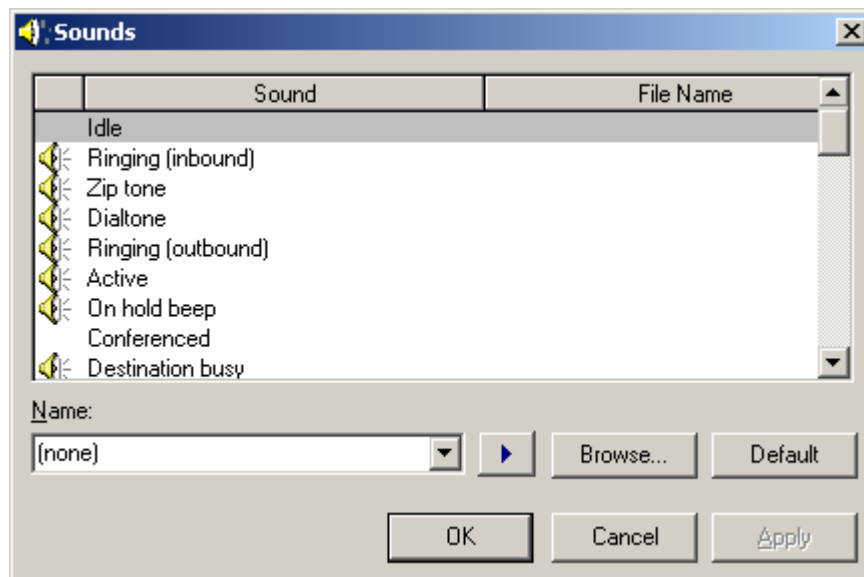 Sounds
Sound File Name
Idle
Ringing (inbound)
Zip tone
Dialtone
Ringing (outbound)
Active
On hold beep
Conferenced
Destination busy
Name:
(none) Browse... Default
OK Cancel Apply